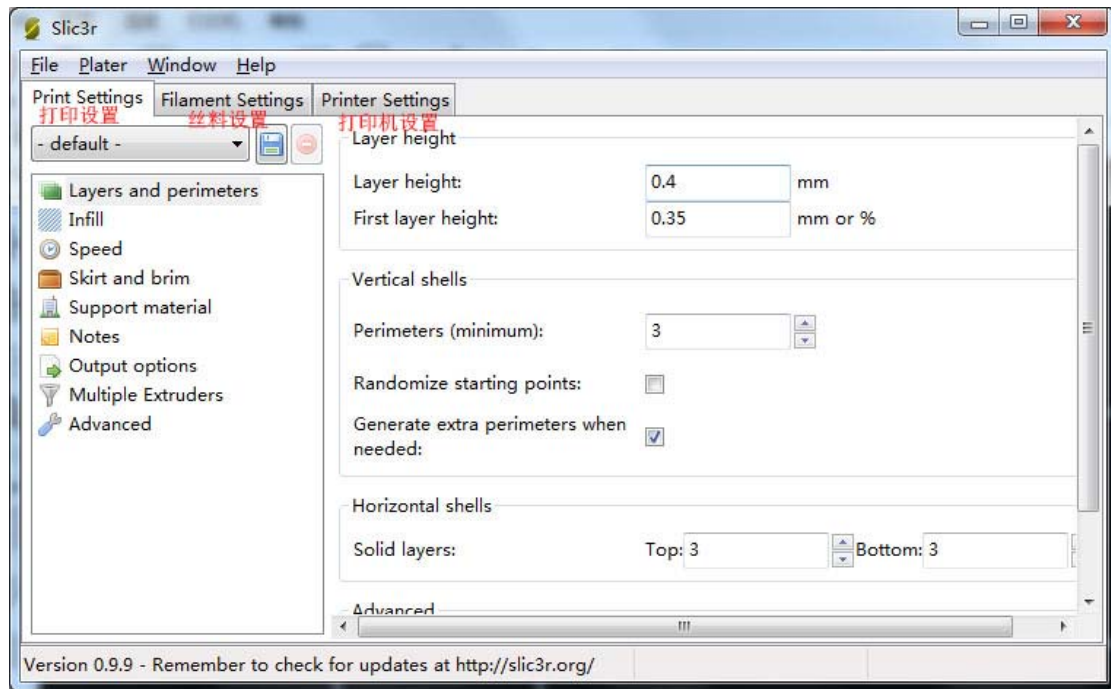 Slic3r
File Plater Window Help
Print Settings Filament Settings Printer Settings
打印设置 丝料设置 打印机设置
- default -
Layers and perimeters
Infill
Speed
Skirt and brim
Support material
Notes
Output options
Multiple Extruders
Advanced
Layer height
Layer height: 0.4 mm
First layer height: 0.35 mm or %
Vertical shells
Perimeters (minimum): 3
Randomize starting points:
Generate extra perimeters when
needed:
Horizontal shells
Solid layers: Top: 3 Bottom: 3
Advanced
Version 0.9.9 - Remember to check for updates at http://slic3r.org/